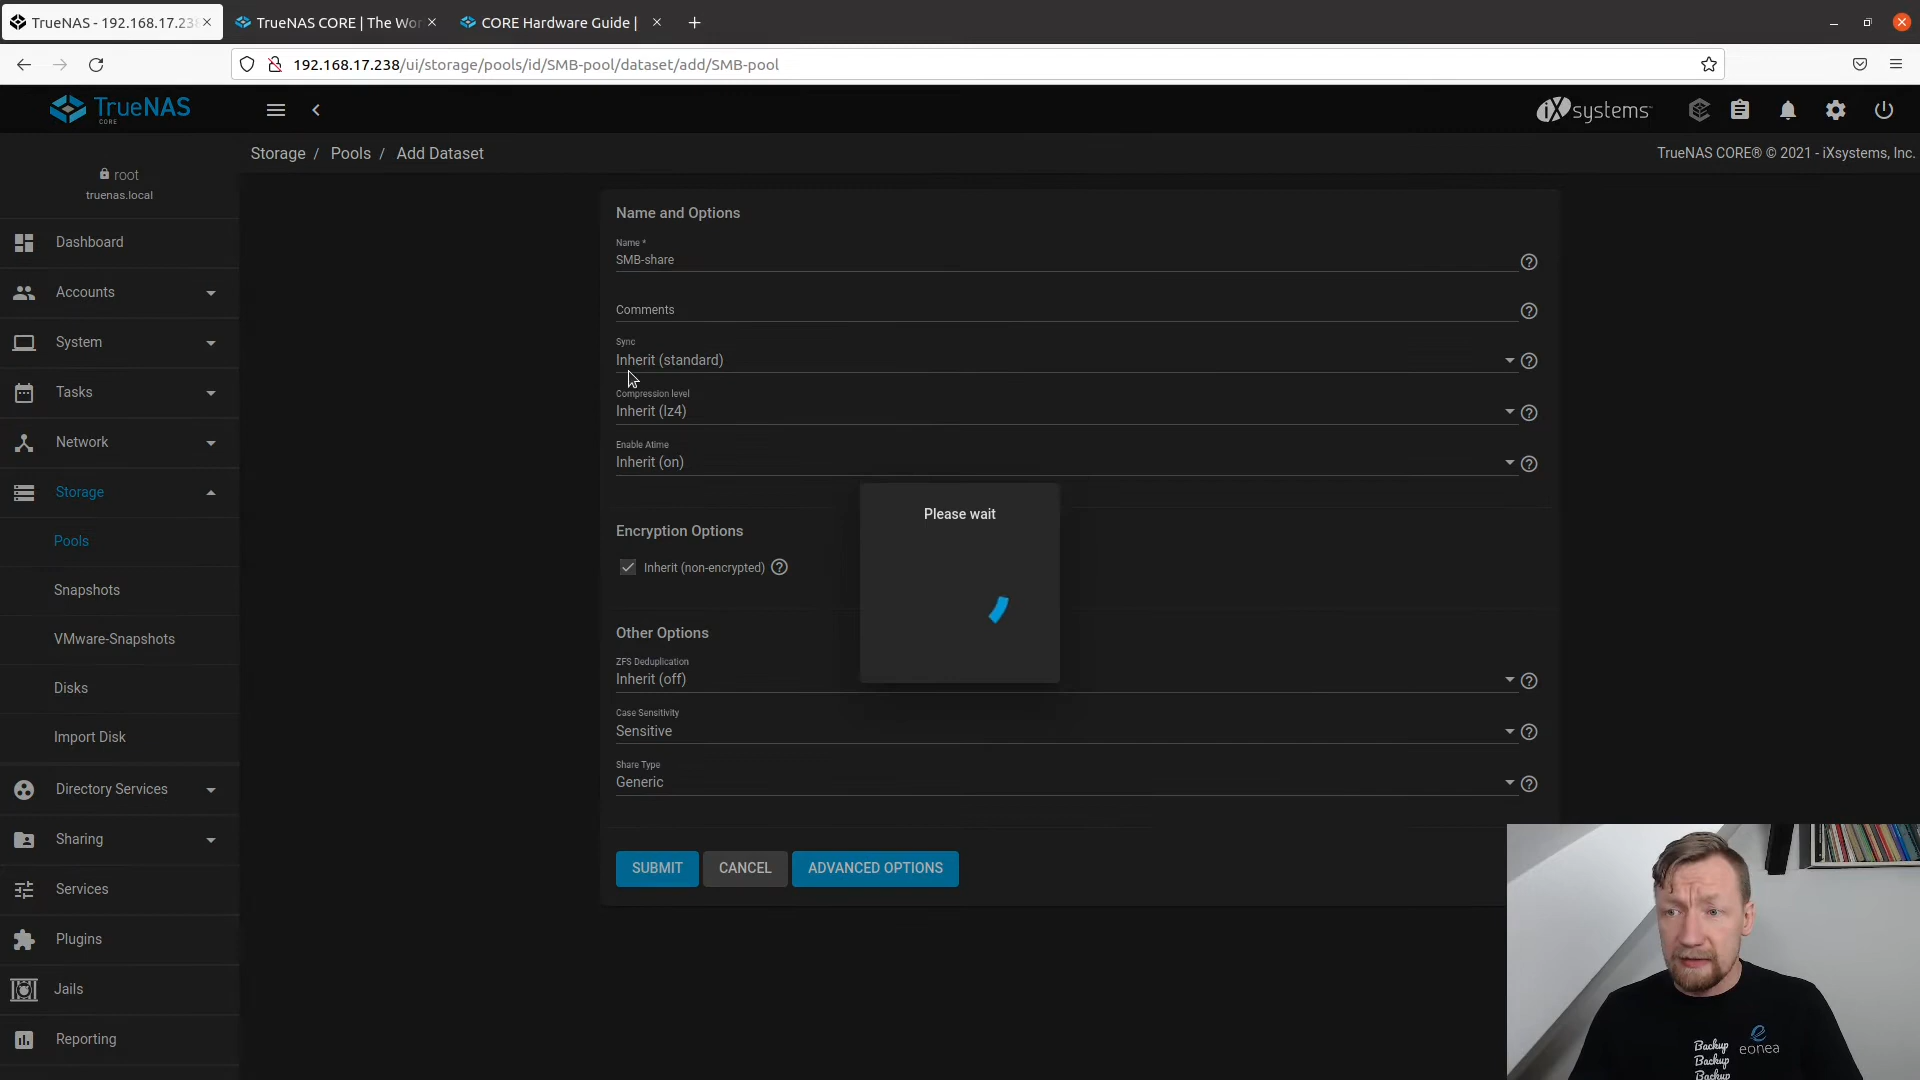 TrueNAS - 192.168.17.23
TrueNAS CORE | The Wor
CORE Hardware Guide |
192.168.17.238/ui/storage/pools/id/SMB-pool/dataset/add/SMB-pool
TrueNAS
CORE
iXsystems
Storage / Pools / Add Dataset
TrueNAS CORE® © 2021 - iXsystems, Inc.
root
truenas.local
Dashboard
Accounts
System
Tasks
Network
Storage
Pools
Snapshots
VMware-Snapshots
Disks
Import Disk
Directory Services
Sharing
Services
Plugins
Jails
Reporting
Name and Options
Name *
SMB-share
Comments
Sync
Inherit (standard)
Compression level
Inherit (lz4)
Enable Atime
Inherit (on)
Encryption Options
Inherit (non-encrypted)
Other Options
ZFS Deduplication
Inherit (off)
Case Sensitivity
Sensitive
Share Type
Generic
SUBMIT
CANCEL
ADVANCED OPTIONS
Please wait
Backup
Backup
Backup
eonea